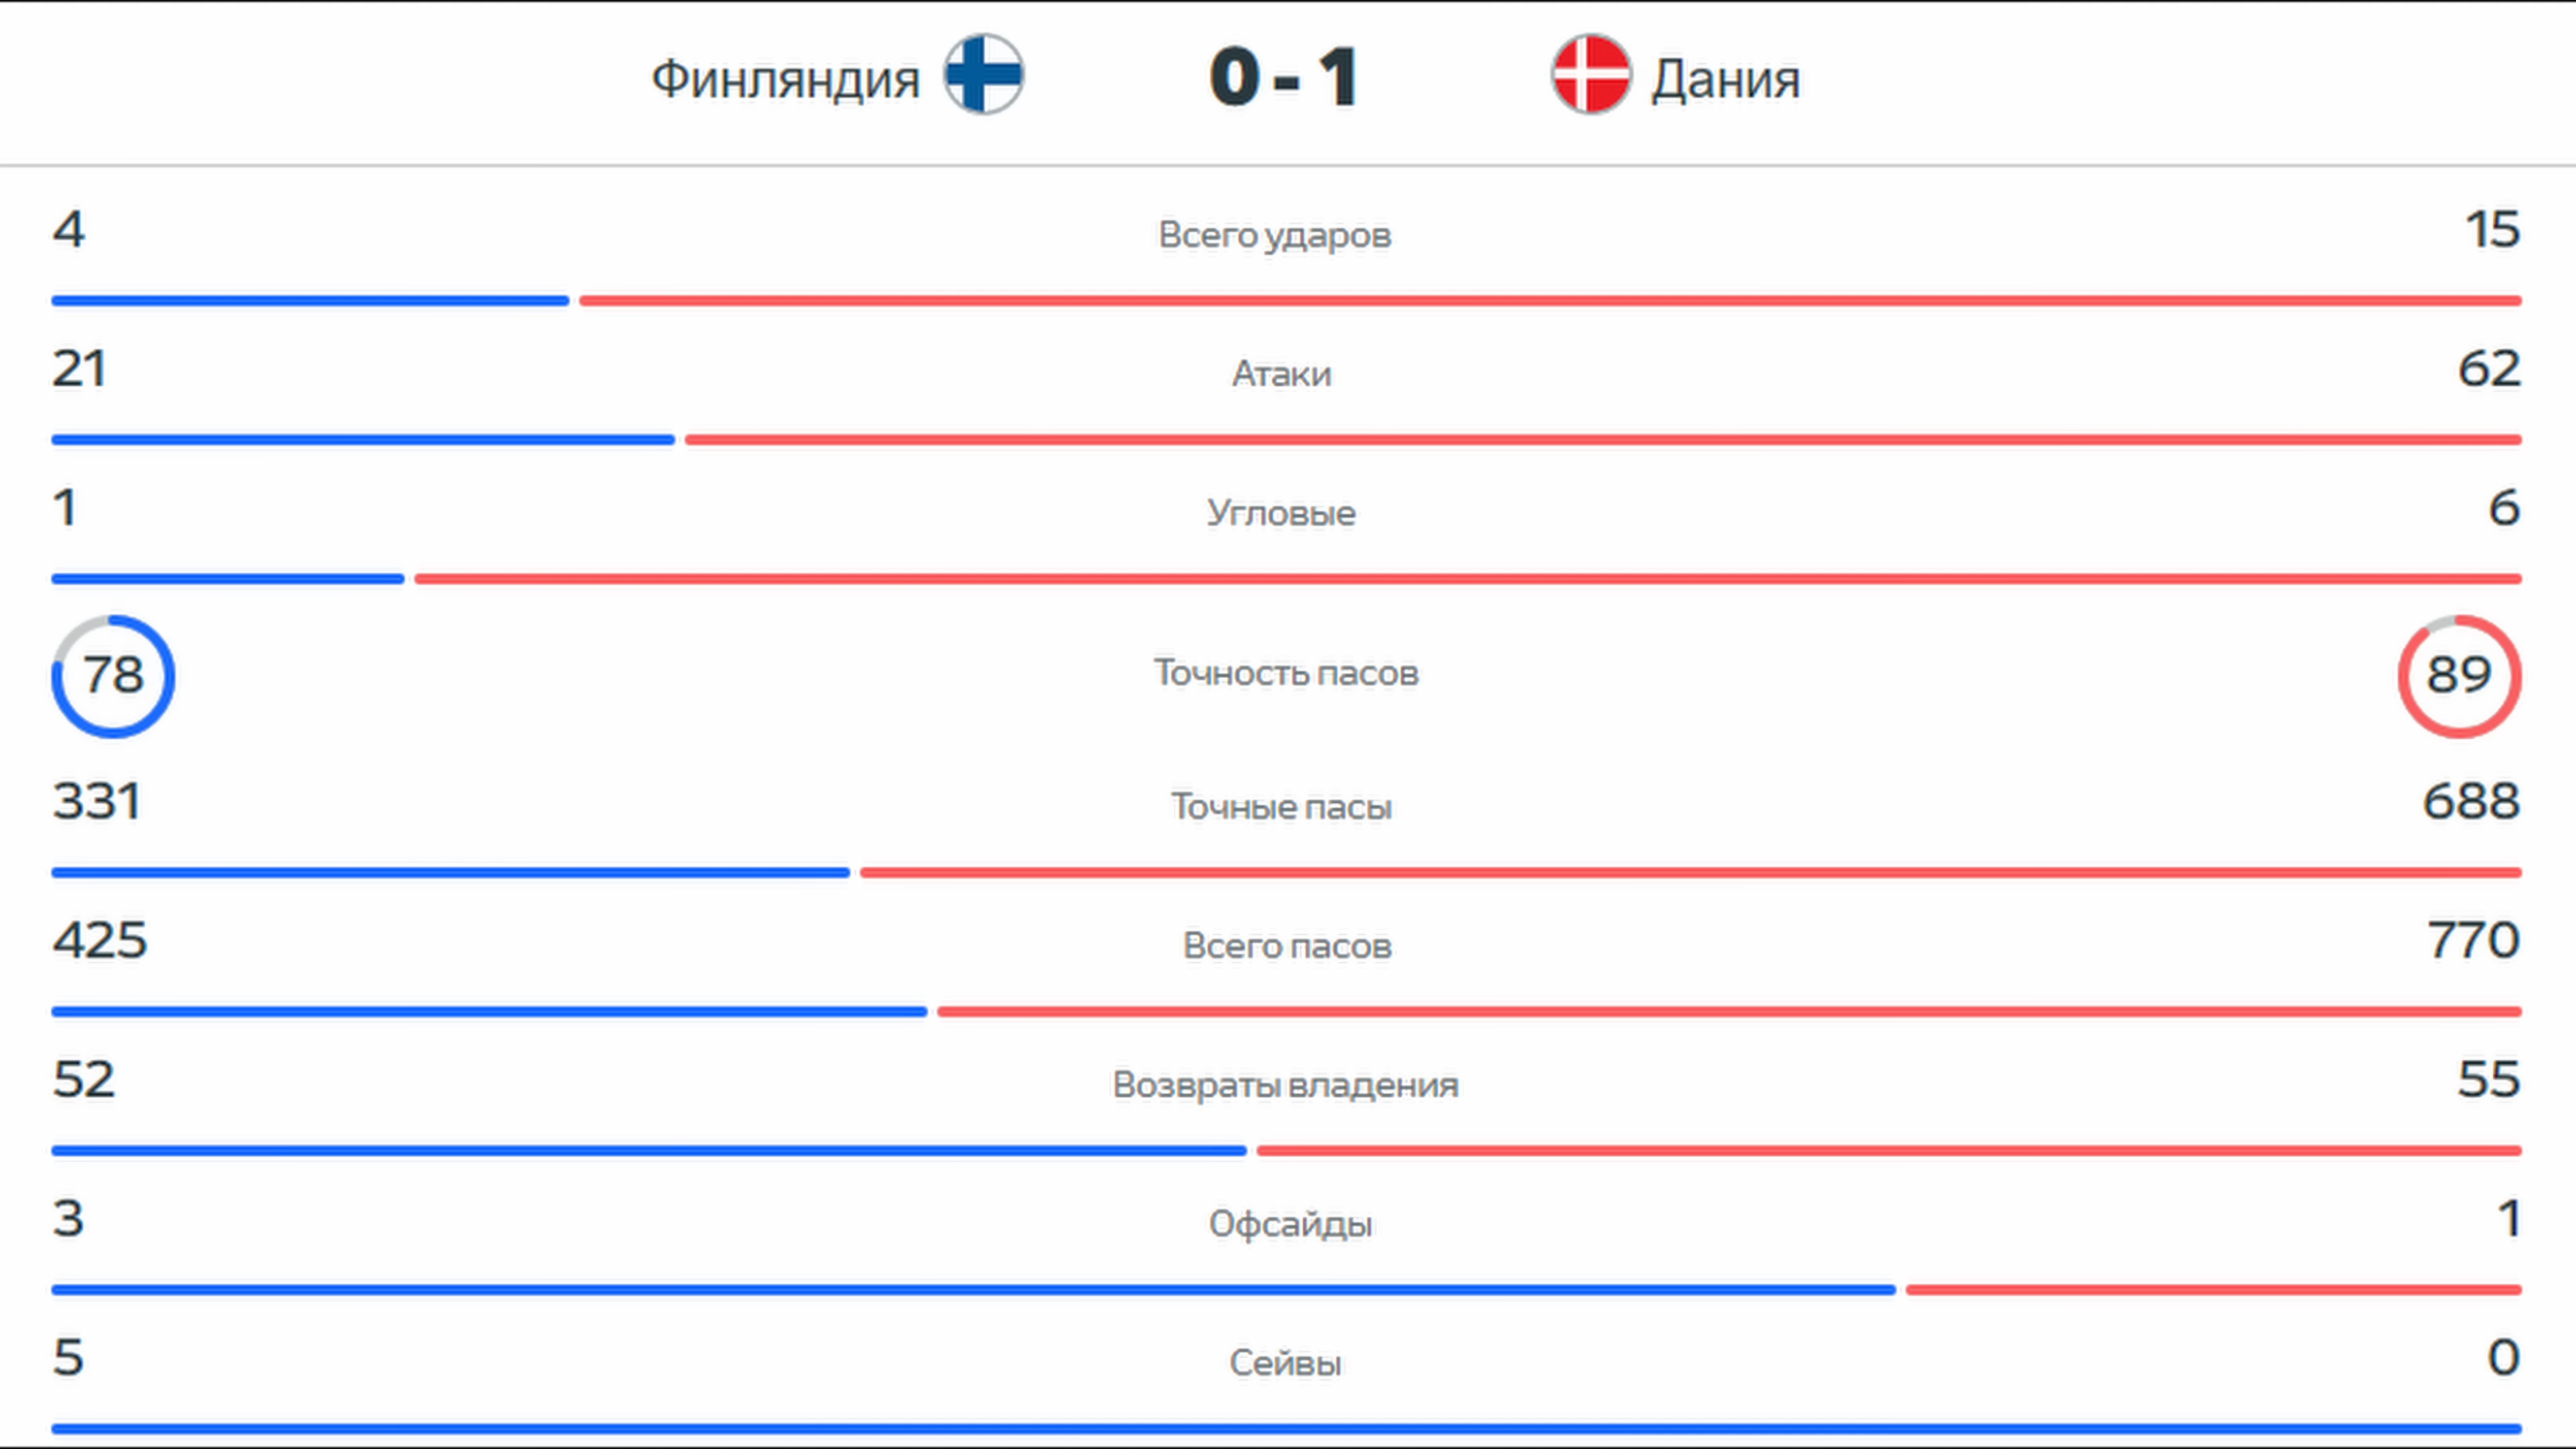 Финляндия 0 - 1 Дания
4 Всего ударов 15
21 Атаки 62
1 Угловые 6
78 Точность пасов 89
331 Точные пасы 688
425 Всего пасов 770
52 Возвраты владения 55
3 Офсайды 1
5 Сейвы 0